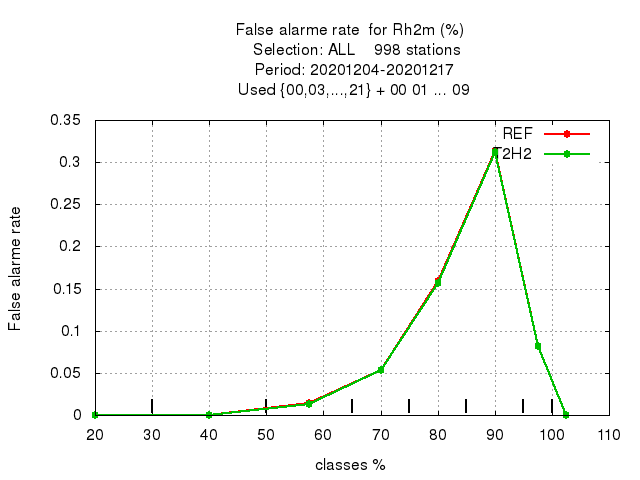 False alarme rate  for Rh2m (%)
Selection: ALL    998 stations
Period: 20201204-20201217
Used {00,03,...,21} + 00 01 ... 09
0.35
0.3
0.25
0.2
0.15
0.1
0.05
0
False alarme rate
REF
T2H2
20 30 40 50 60 70 80 90 100 110
classes %